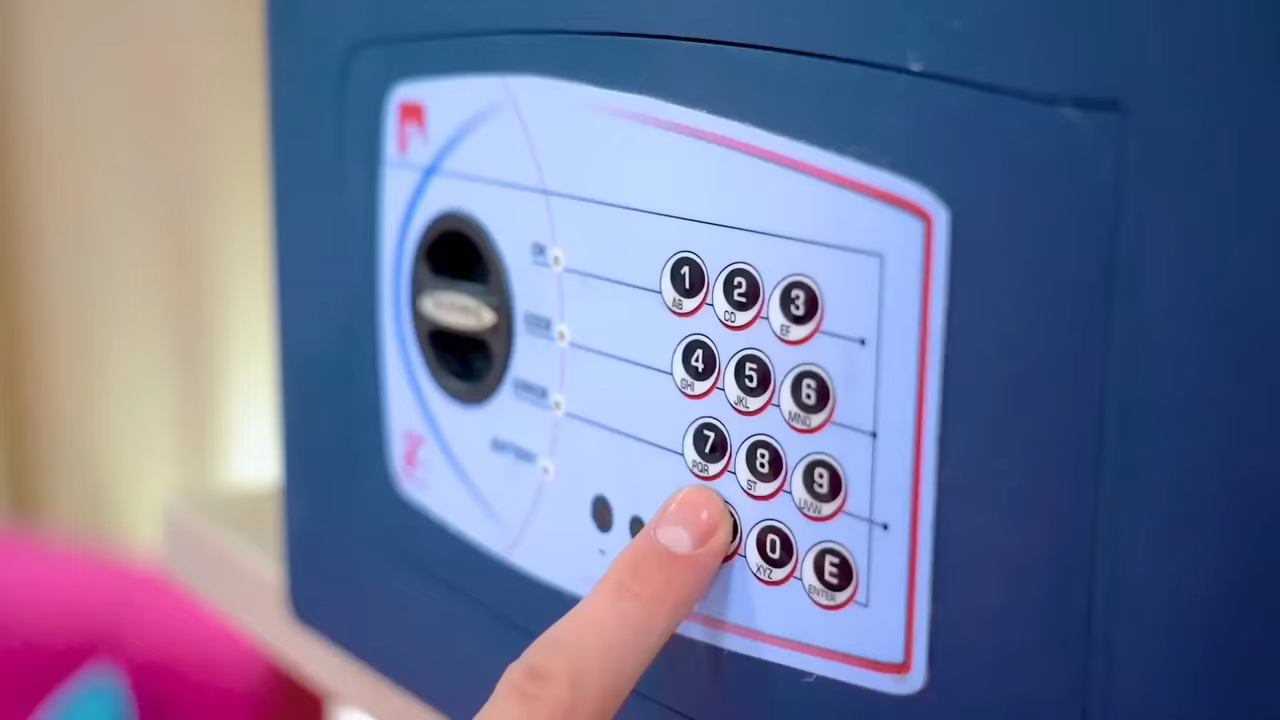 1 2 3
AB CD EF
4 5 6
GHI JKL MNO
7 8 9
PQR ST UVW
0 E
XYZ ENTER
BATTERY